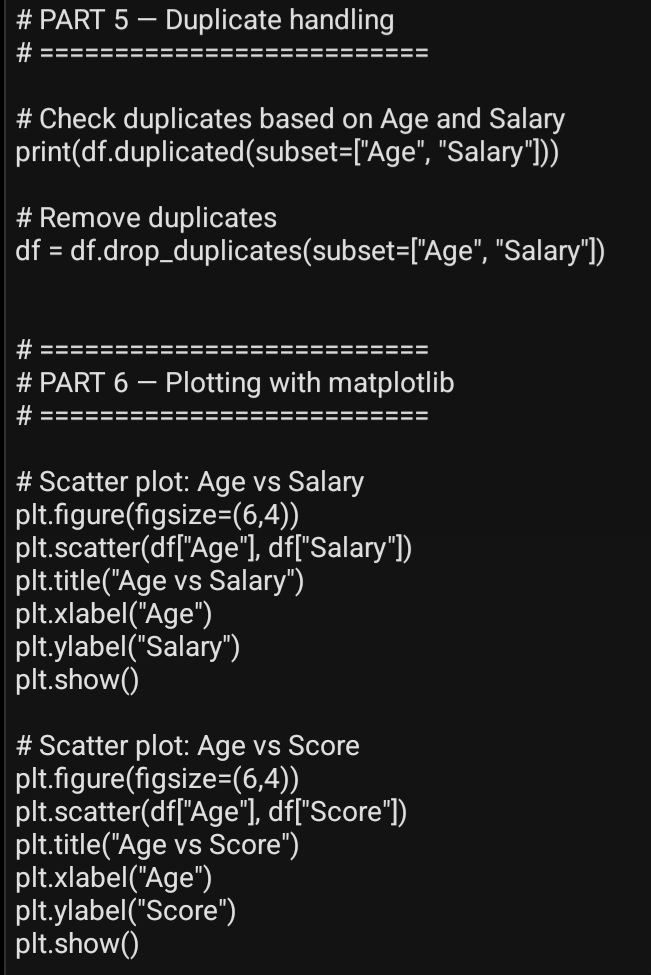 # PART 5 — Duplicate handling
# ==========================
# Check duplicates based on Age and Salary
print(df.duplicated(subset=["Age", "Salary"]))
# Remove duplicates
df = df.drop_duplicates(subset=["Age", "Salary"])
# ==========================
# PART 6 — Plotting with matplotlib
# ==========================
# Scatter plot: Age vs Salary
plt.figure(figsize=(6,4))
plt.scatter(df["Age"], df["Salary"])
plt.title("Age vs Salary")
plt.xlabel("Age")
plt.ylabel("Salary")
plt.show()
# Scatter plot: Age vs Score
plt.figure(figsize=(6,4))
plt.scatter(df["Age"], df["Score"])
plt.title("Age vs Score")
plt.xlabel("Age")
plt.ylabel("Score")
plt.show()